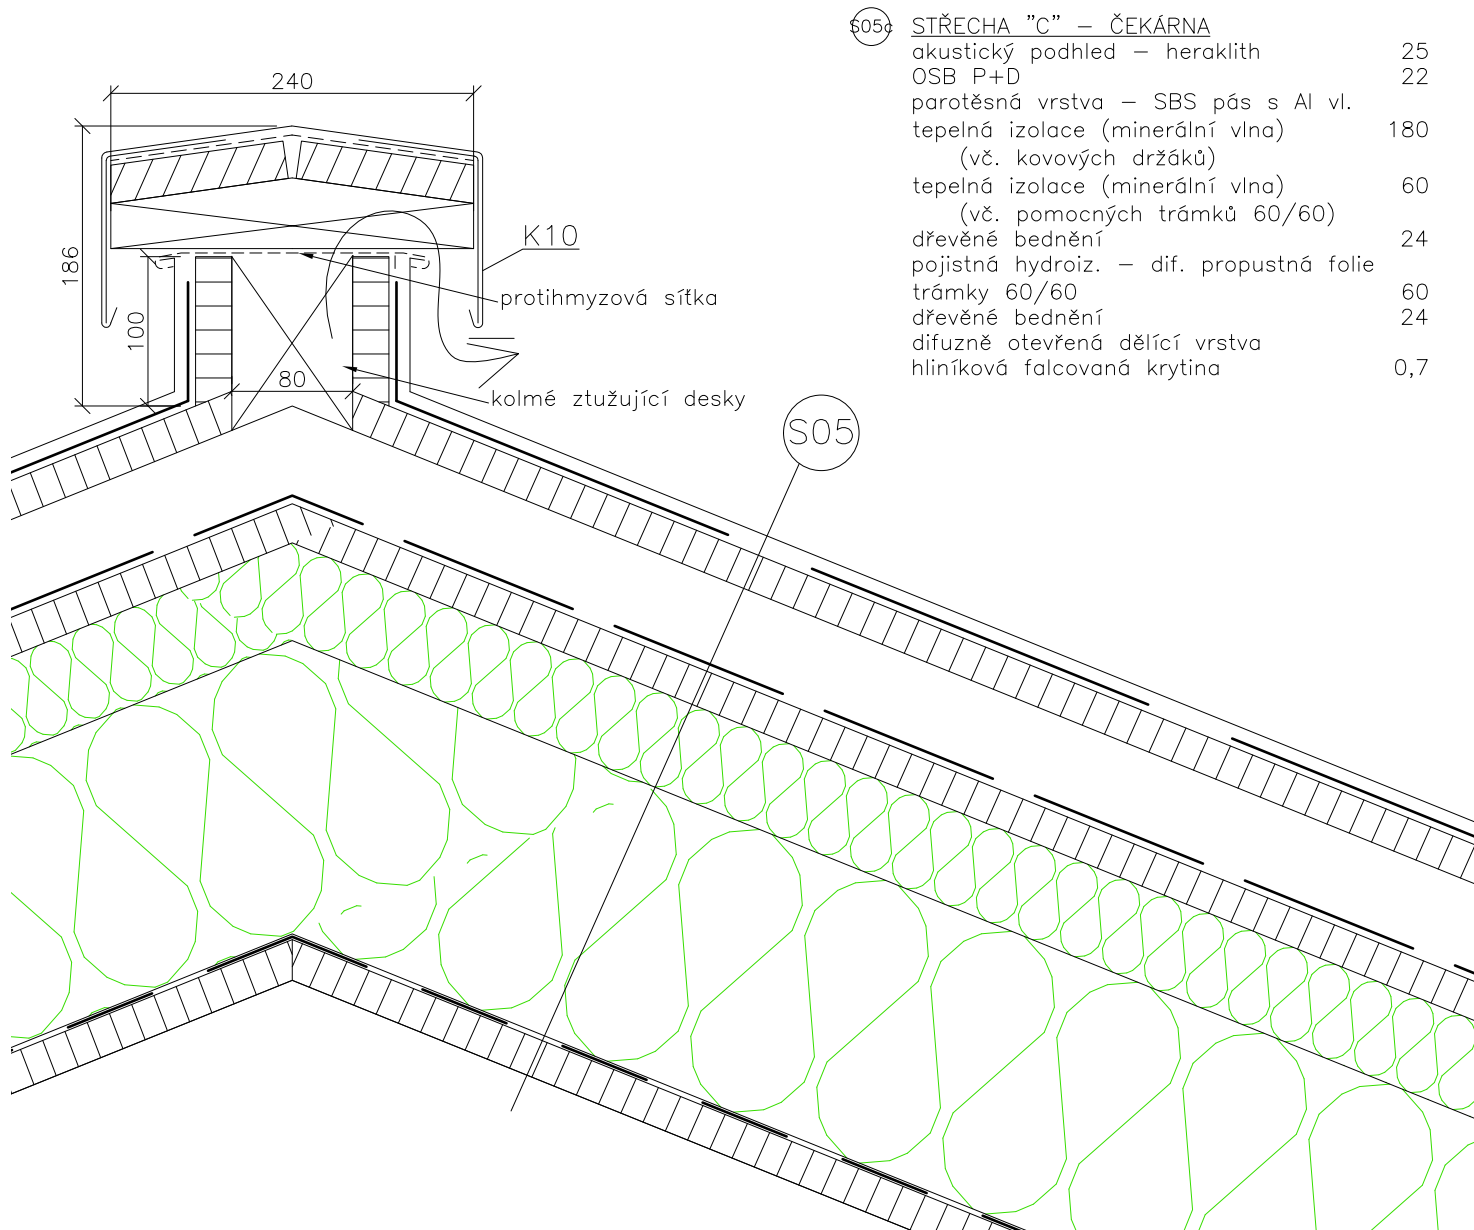 S05c STŘECHA "C" – ČEKÁRNA
akustický podhled – heraklith 25
OSB P+D 22
parotěsná vrstva – SBS pás s Al vl.
tepelná izolace (minerální vlna) 180
(vč. kovových držáků)
tepelná izolace (minerální vlna) 60
(vč. pomocných trámků 60/60)
dřevěné bednění 24
pojistná hydroiz. – dif. propustná folie
trámky 60/60 60
dřevěné bednění 24
difuzně otevřená dělící vrstva
hliníková falcovaná krytina 0,7
240
K10
186
protihmyzová síťka
100
80
kolmé ztužující desky
S05